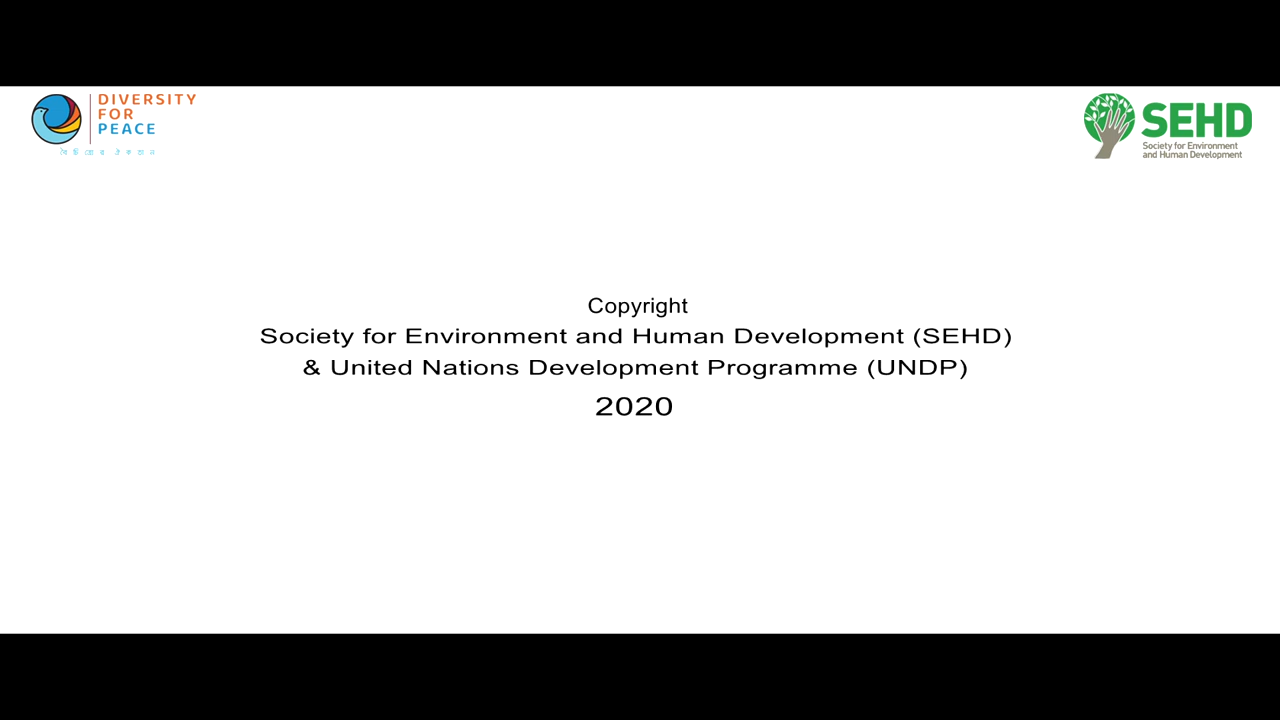 DIVERSITY
FOR
PEACE
বৈচিত্র্যের ঐকতান
SEHD
Society for Environment
and Human Development
Copyright
Society for Environment and Human Development (SEHD)
& United Nations Development Programme (UNDP)
2020